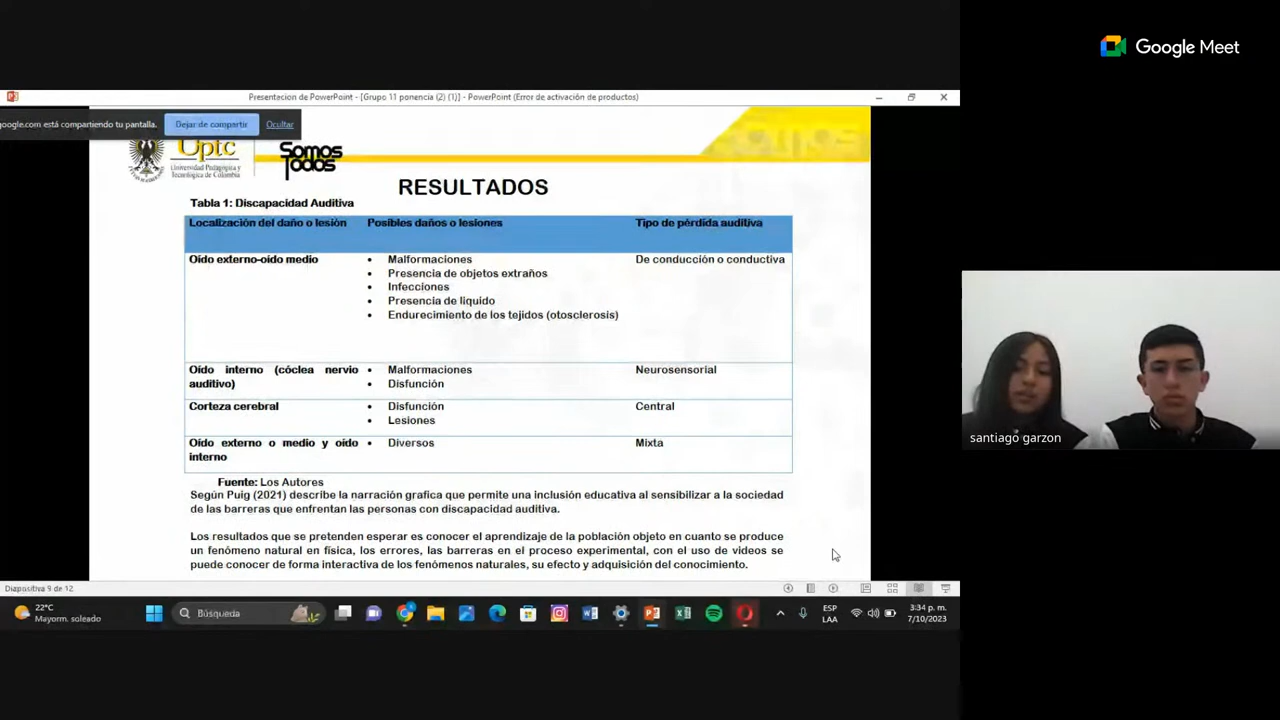 Google Meet
Presentacion de PowerPoint - [Grupo 11 ponencia (2) (1)] - PowerPoint (Error de activación de productos)
google.com está compartiendo tu pantalla.
Dejar de compartir
Ocultar
Uptc
Universidad Pedagógica y
Tecnológica de Colombia
Somos
Todos
RESULTADOS
Tabla 1: Discapacidad Auditiva
Localización del daño o lesión Posibles daños o lesiones Tipo de pérdida auditiva
Oído externo-oído medio • Malformaciones De conducción o conductiva
• Presencia de objetos extraños
• Infecciones
• Presencia de liquido
• Endurecimiento de los tejidos (otosclerosis)
Oído interno (cóclea nervio • Malformaciones Neurosensorial
auditivo) • Disfunción
Corteza cerebral • Disfunción Central
• Lesiones
Oído externo o medio y oído • Diversos Mixta
interno
Fuente: Los Autores
Según Puig (2021) describe la narración grafica que permite una inclusión educativa al sensibilizar a la sociedad
de las barreras que enfrentan las personas con discapacidad auditiva.
Los resultados que se pretenden esperar es conocer el aprendizaje de la población objeto en cuanto se produce
un fenómeno natural en física, los errores, las barreras en el proceso experimental, con el uso de videos se
puede conocer de forma interactiva de los fenómenos naturales, su efecto y adquisición del conocimiento.
santiago garzon
Diapositiva 9 de 12
22°C
Mayorm. soleado
Búsqueda
ESP
LAA
3:34 p. m.
7/10/2023